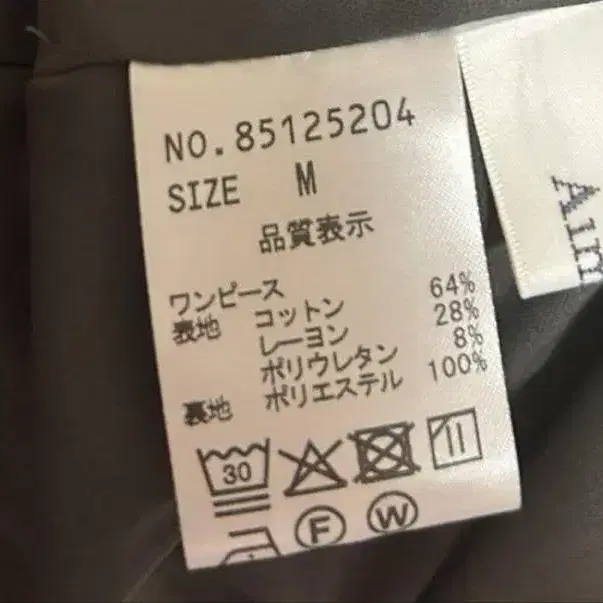 NO.85125204
SIZE M
品質表示
ワンピース
表地 コットン 64%
レーヨン 28%
ポリウレタン 8%
裏地 ポリエステル 100%
30
F W